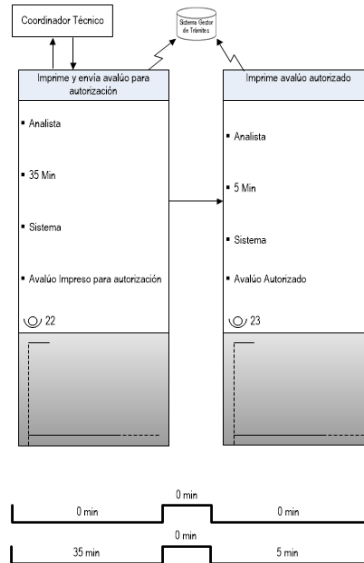 Coordinador Técnico
Sistema Gestor
de Trámites
Imprime y envía avalúo para
autorización
▪ Analista
▪ 35 Min
▪ Sistema
▪ Avalúo Impreso para autorización
22
Imprime avalúo autorizado
▪ Analista
▪ 5 Min
▪ Sistema
▪ Avalúo Autorizado
23
0 min
0 min
0 min
0 min
35 min
5 min